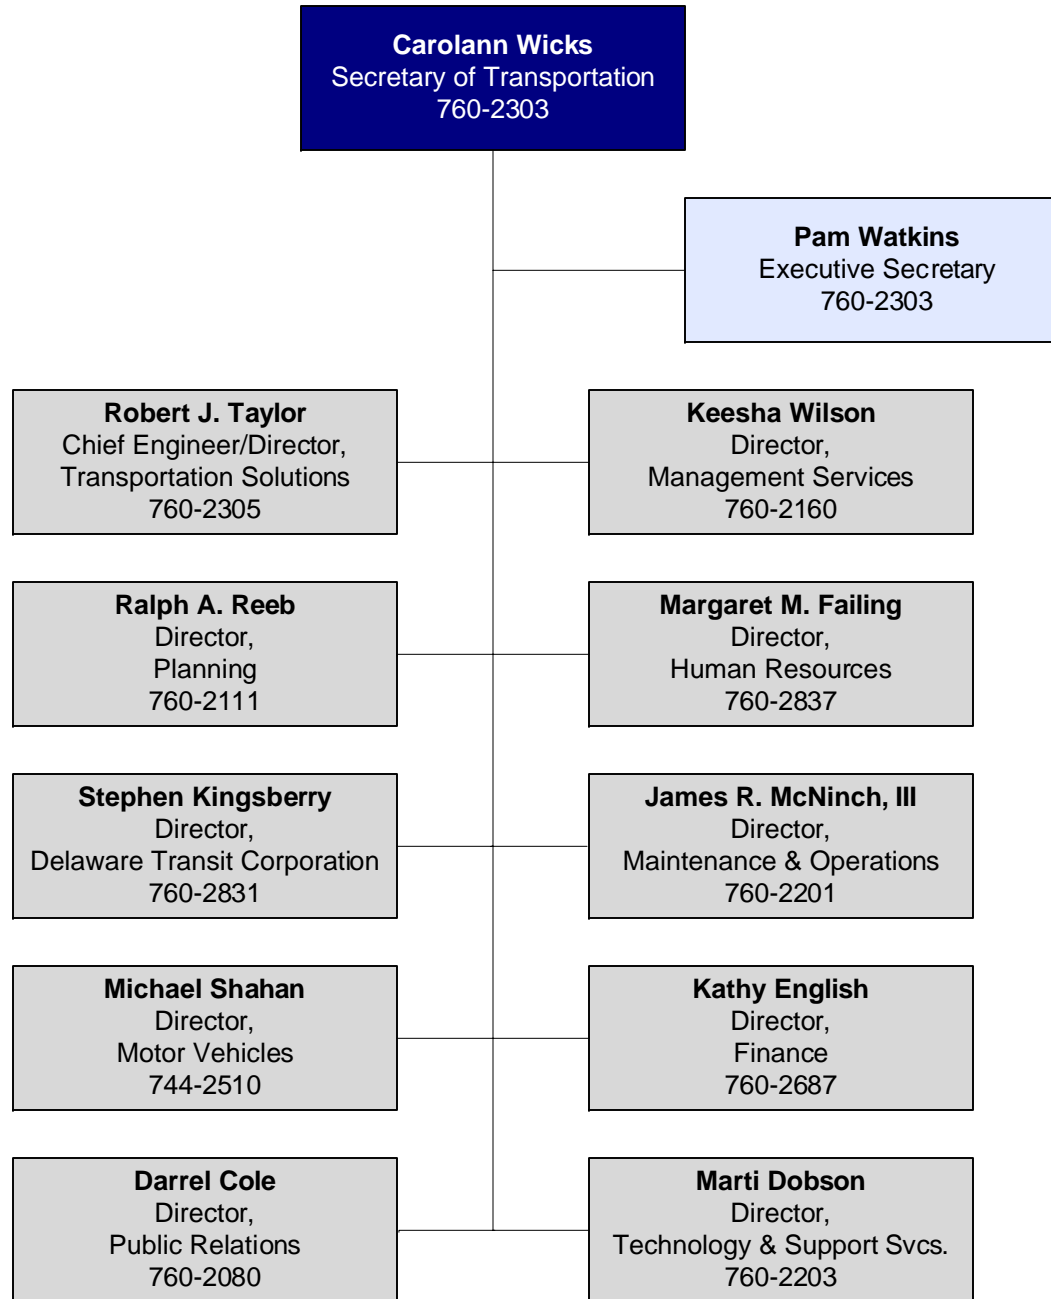 Carolann Wicks
Secretary of Transportation
760-2303
Pam Watkins
Executive Secretary
760-2303
Robert J. Taylor
Chief Engineer/Director,
Transportation Solutions
760-2305
Keesha Wilson
Director,
Management Services
760-2160
Ralph A. Reeb
Director,
Planning
760-2111
Margaret M. Failing
Director,
Human Resources
760-2837
Stephen Kingsberry
Director,
Delaware Transit Corporation
760-2831
James R. McNinch, III
Director,
Maintenance & Operations
760-2201
Michael Shahan
Director,
Motor Vehicles
744-2510
Kathy English
Director,
Finance
760-2687
Darrel Cole
Director,
Public Relations
760-2080
Marti Dobson
Director,
Technology & Support Svcs.
760-2203